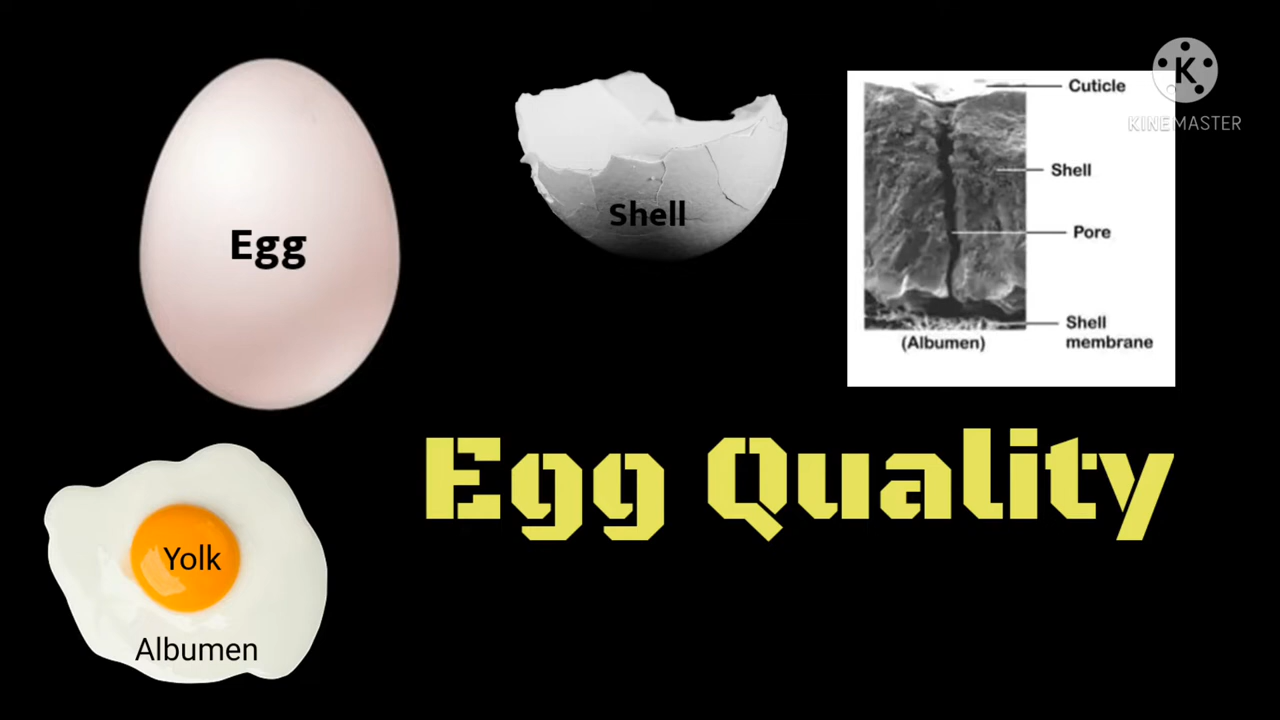 Egg
Shell
Cuticle
Shell
Pore
Shell
membrane
(Albumen)
K
KINEMASTER
Egg Quality
Yolk
Albumen